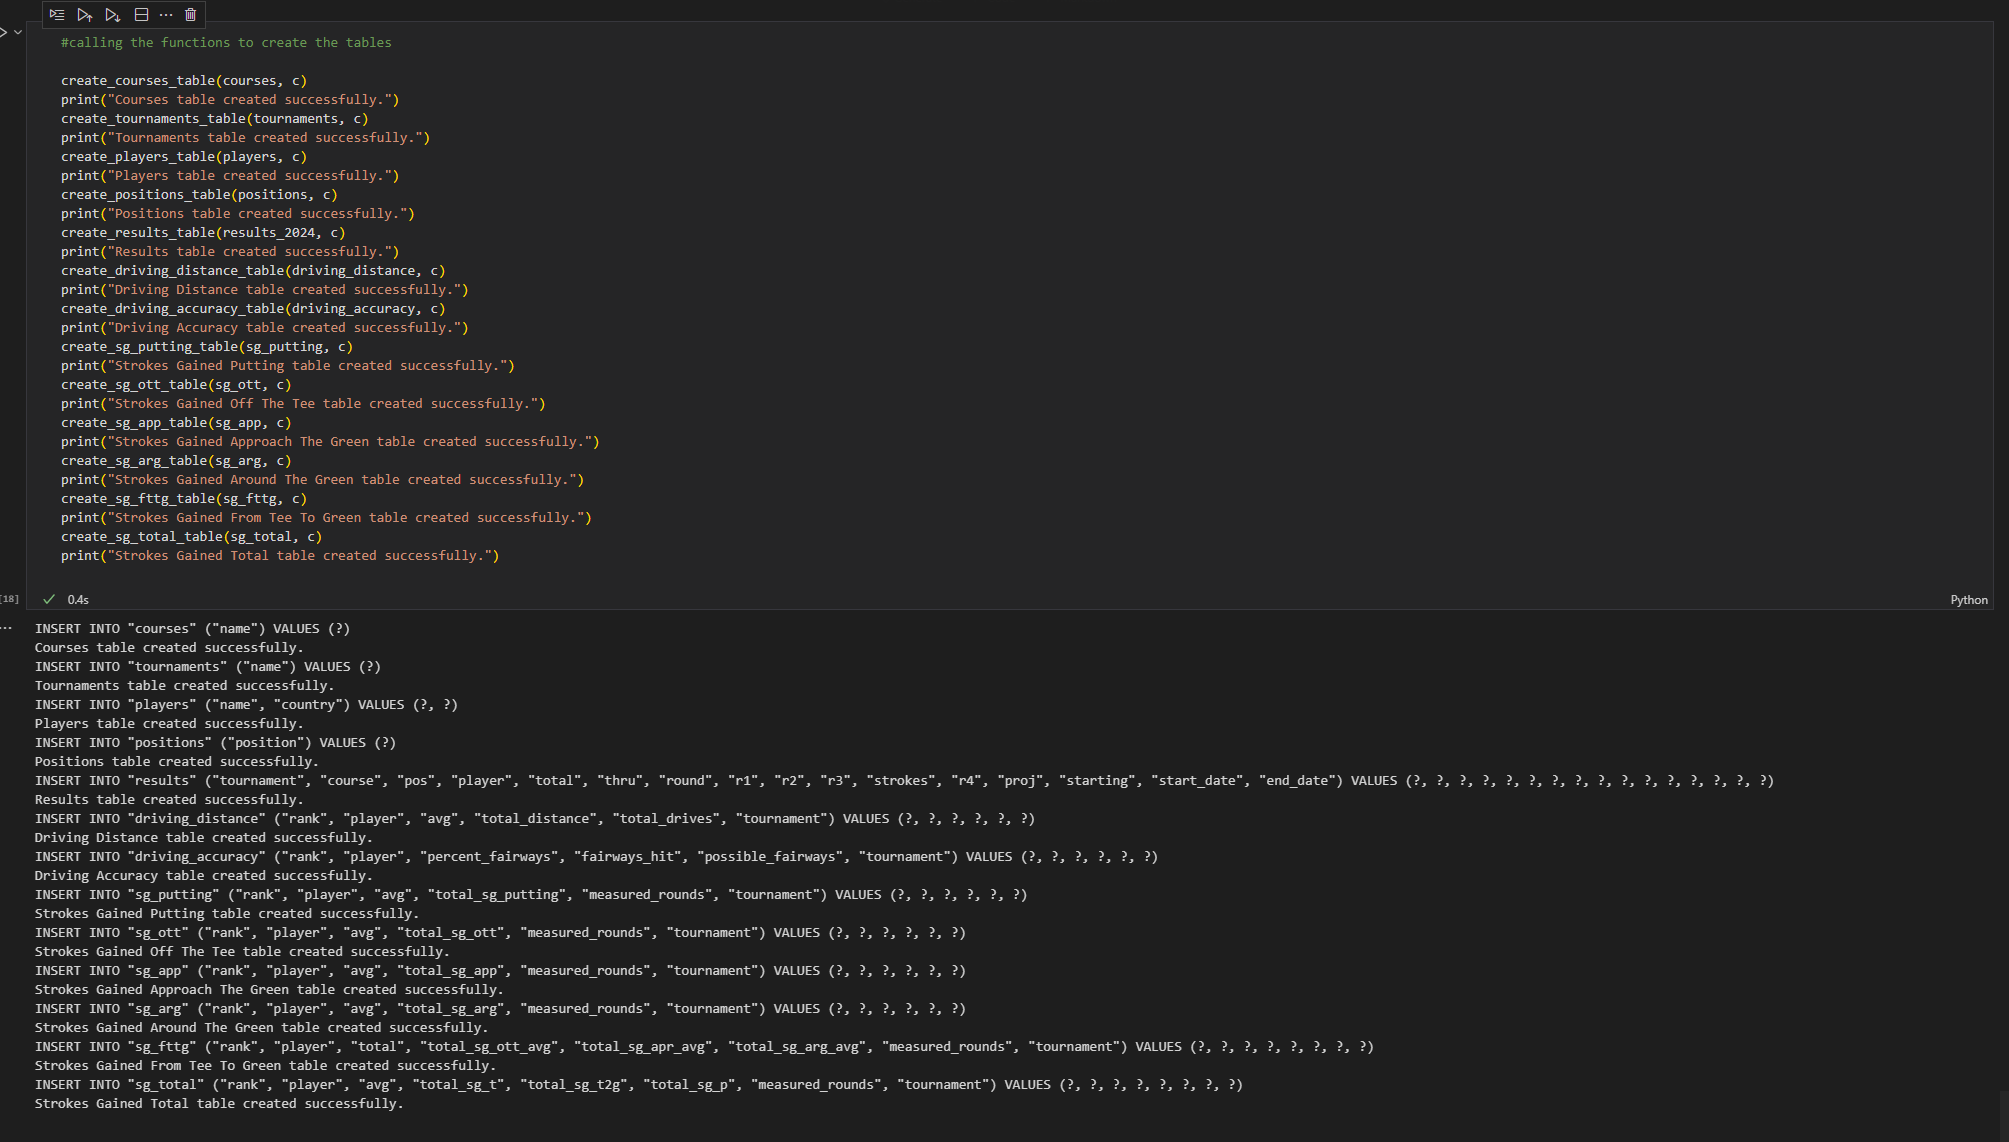 #calling the functions to create the tables
create_courses_table(courses, c)
print("Courses table created successfully.")
create_tournaments_table(tournaments, c)
print("Tournaments table created successfully.")
create_players_table(players, c)
print("Players table created successfully.")
create_positions_table(positions, c)
print("Positions table created successfully.")
create_results_table(results_2024, c)
print("Results table created successfully.")
create_driving_distance_table(driving_distance, c)
print("Driving Distance table created successfully.")
create_driving_accuracy_table(driving_accuracy, c)
print("Driving Accuracy table created successfully.")
create_sg_putting_table(sg_putting, c)
print("Strokes Gained Putting table created successfully.")
create_sg_ott_table(sg_ott, c)
print("Strokes Gained Off The Tee table created successfully.")
create_sg_app_table(sg_app, c)
print("Strokes Gained Approach The Green table created successfully.")
create_sg_arg_table(sg_arg, c)
print("Strokes Gained Around The Green table created successfully.")
create_sg_fttg_table(sg_fttg, c)
print("Strokes Gained From Tee To Green table created successfully.")
create_sg_total_table(sg_total, c)
print("Strokes Gained Total table created successfully.")
[18] 0.4s Python
INSERT INTO "courses" ("name") VALUES (?)
Courses table created successfully.
INSERT INTO "tournaments" ("name") VALUES (?)
Tournaments table created successfully.
INSERT INTO "players" ("name", "country") VALUES (?, ?)
Players table created successfully.
INSERT INTO "positions" ("position") VALUES (?)
Positions table created successfully.
INSERT INTO "results" ("tournament", "course", "pos", "player", "total", "thru", "round", "r1", "r2", "r3", "strokes", "r4", "proj", "starting", "start_date", "end_date") VALUES (?, ?, ?, ?, ?, ?, ?, ?, ?, ?, ?, ?, ?, ?, ?, ?)
Results table created successfully.
INSERT INTO "driving_distance" ("rank", "player", "avg", "total_distance", "total_drives", "tournament") VALUES (?, ?, ?, ?, ?, ?)
Driving Distance table created successfully.
INSERT INTO "driving_accuracy" ("rank", "player", "percent_fairways", "fairways_hit", "possible_fairways", "tournament") VALUES (?, ?, ?, ?, ?, ?)
Driving Accuracy table created successfully.
INSERT INTO "sg_putting" ("rank", "player", "avg", "total_sg_putting", "measured_rounds", "tournament") VALUES (?, ?, ?, ?, ?, ?)
Strokes Gained Putting table created successfully.
INSERT INTO "sg_ott" ("rank", "player", "avg", "total_sg_ott", "measured_rounds", "tournament") VALUES (?, ?, ?, ?, ?, ?)
Strokes Gained Off The Tee table created successfully.
INSERT INTO "sg_app" ("rank", "player", "avg", "total_sg_app", "measured_rounds", "tournament") VALUES (?, ?, ?, ?, ?, ?)
Strokes Gained Approach The Green table created successfully.
INSERT INTO "sg_arg" ("rank", "player", "avg", "total_sg_arg", "measured_rounds", "tournament") VALUES (?, ?, ?, ?, ?, ?)
Strokes Gained Around The Green table created successfully.
INSERT INTO "sg_fttg" ("rank", "player", "total", "total_sg_ott_avg", "total_sg_apr_avg", "total_sg_arg_avg", "measured_rounds", "tournament") VALUES (?, ?, ?, ?, ?, ?, ?, ?)
Strokes Gained From Tee To Green table created successfully.
INSERT INTO "sg_total" ("rank", "player", "avg", "total_sg_t", "total_sg_t2g", "total_sg_p", "measured_rounds", "tournament") VALUES (?, ?, ?, ?, ?, ?, ?, ?)
Strokes Gained Total table created successfully.